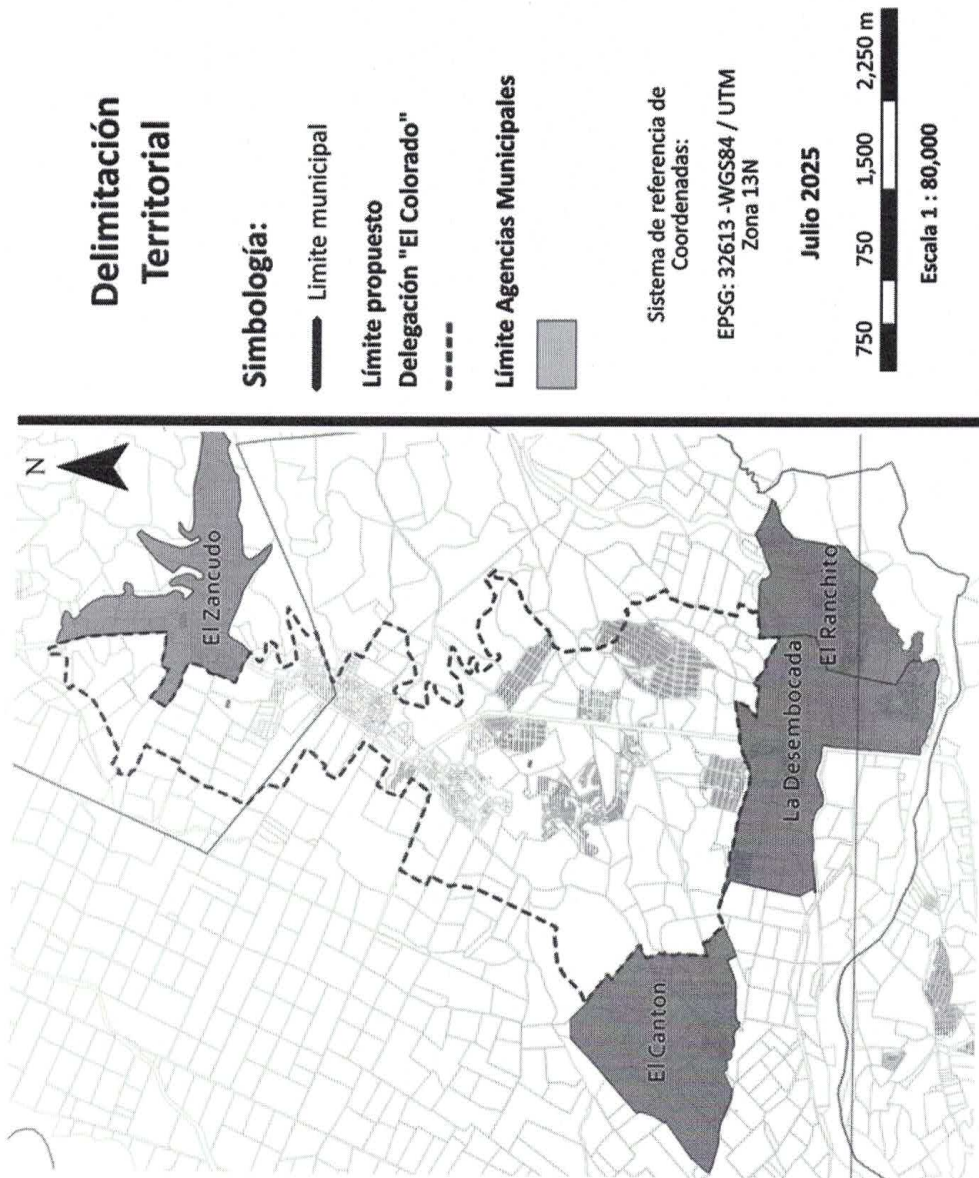 Delimitación
Territorial
Simbología:
Límite municipal
Límite propuesto
Delegación "El Colorado"
Límite Agencias Municipales
Sistema de referencia de
Coordenadas:
EPSG: 32613 -WGS84 / UTM
Zona 13N
Julio 2025
750 750 1,500 2,250 m
Escala 1 : 80,000
N
El Zancudo
El Ranchito
La Desembocada
El Canton